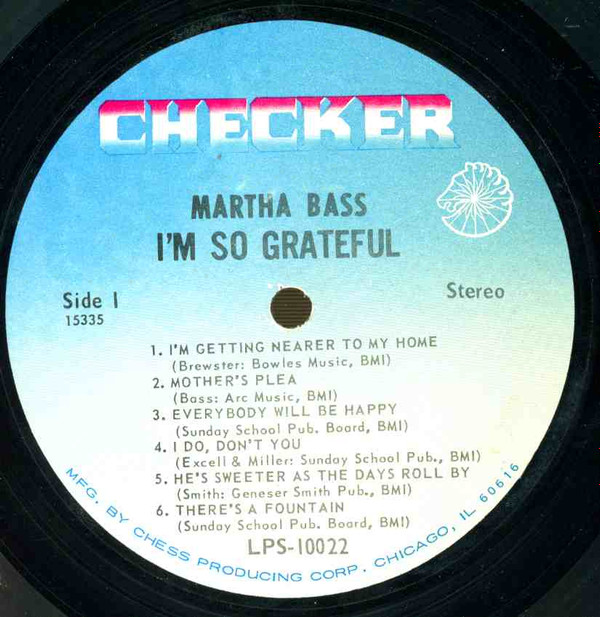 CHECKER
MARTHA BASS
I'M SO GRATEFUL
Side 1
15335
Stereo
1. I'M GETTING NEARER TO MY HOME
(Brewster: Bowles Music, BMI)
2. MOTHER'S PLEA
(Bass: Arc Music, BMI)
3. EVERYBODY WILL BE HAPPY
(Sunday School Pub. Board, BMI)
4. I DO, DON'T YOU
(Excell & Miller: Sunday School Pub., BMI)
5. HE'S SWEETER AS THE DAYS ROLL BY
(Smith: Geneser Smith Pub., BMI)
6. THERE'S A FOUNTAIN
(Sunday School Pub. Board, BMI)
LPS-10022
MFG. BY CHESS PRODUCING CORP. CHICAGO, IL 60616